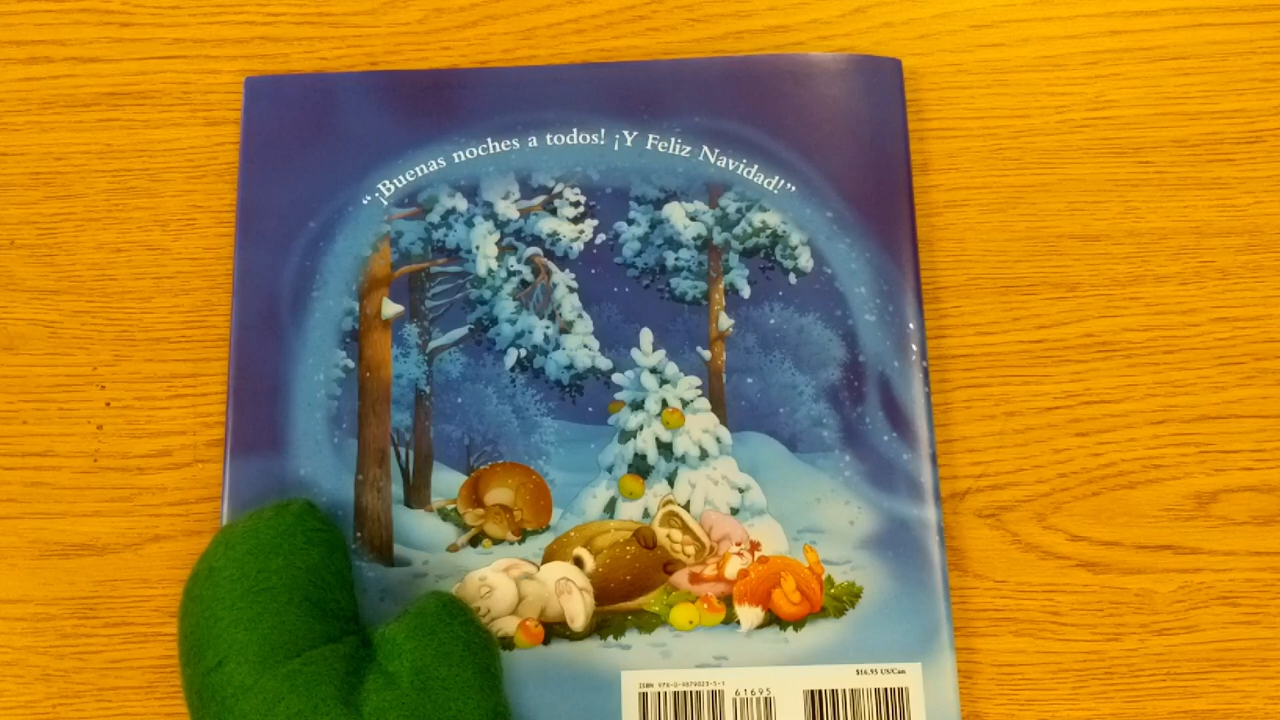 “¡Buenas noches a todos! ¡Y Feliz Navidad!”
$16.95 US/Can
61695